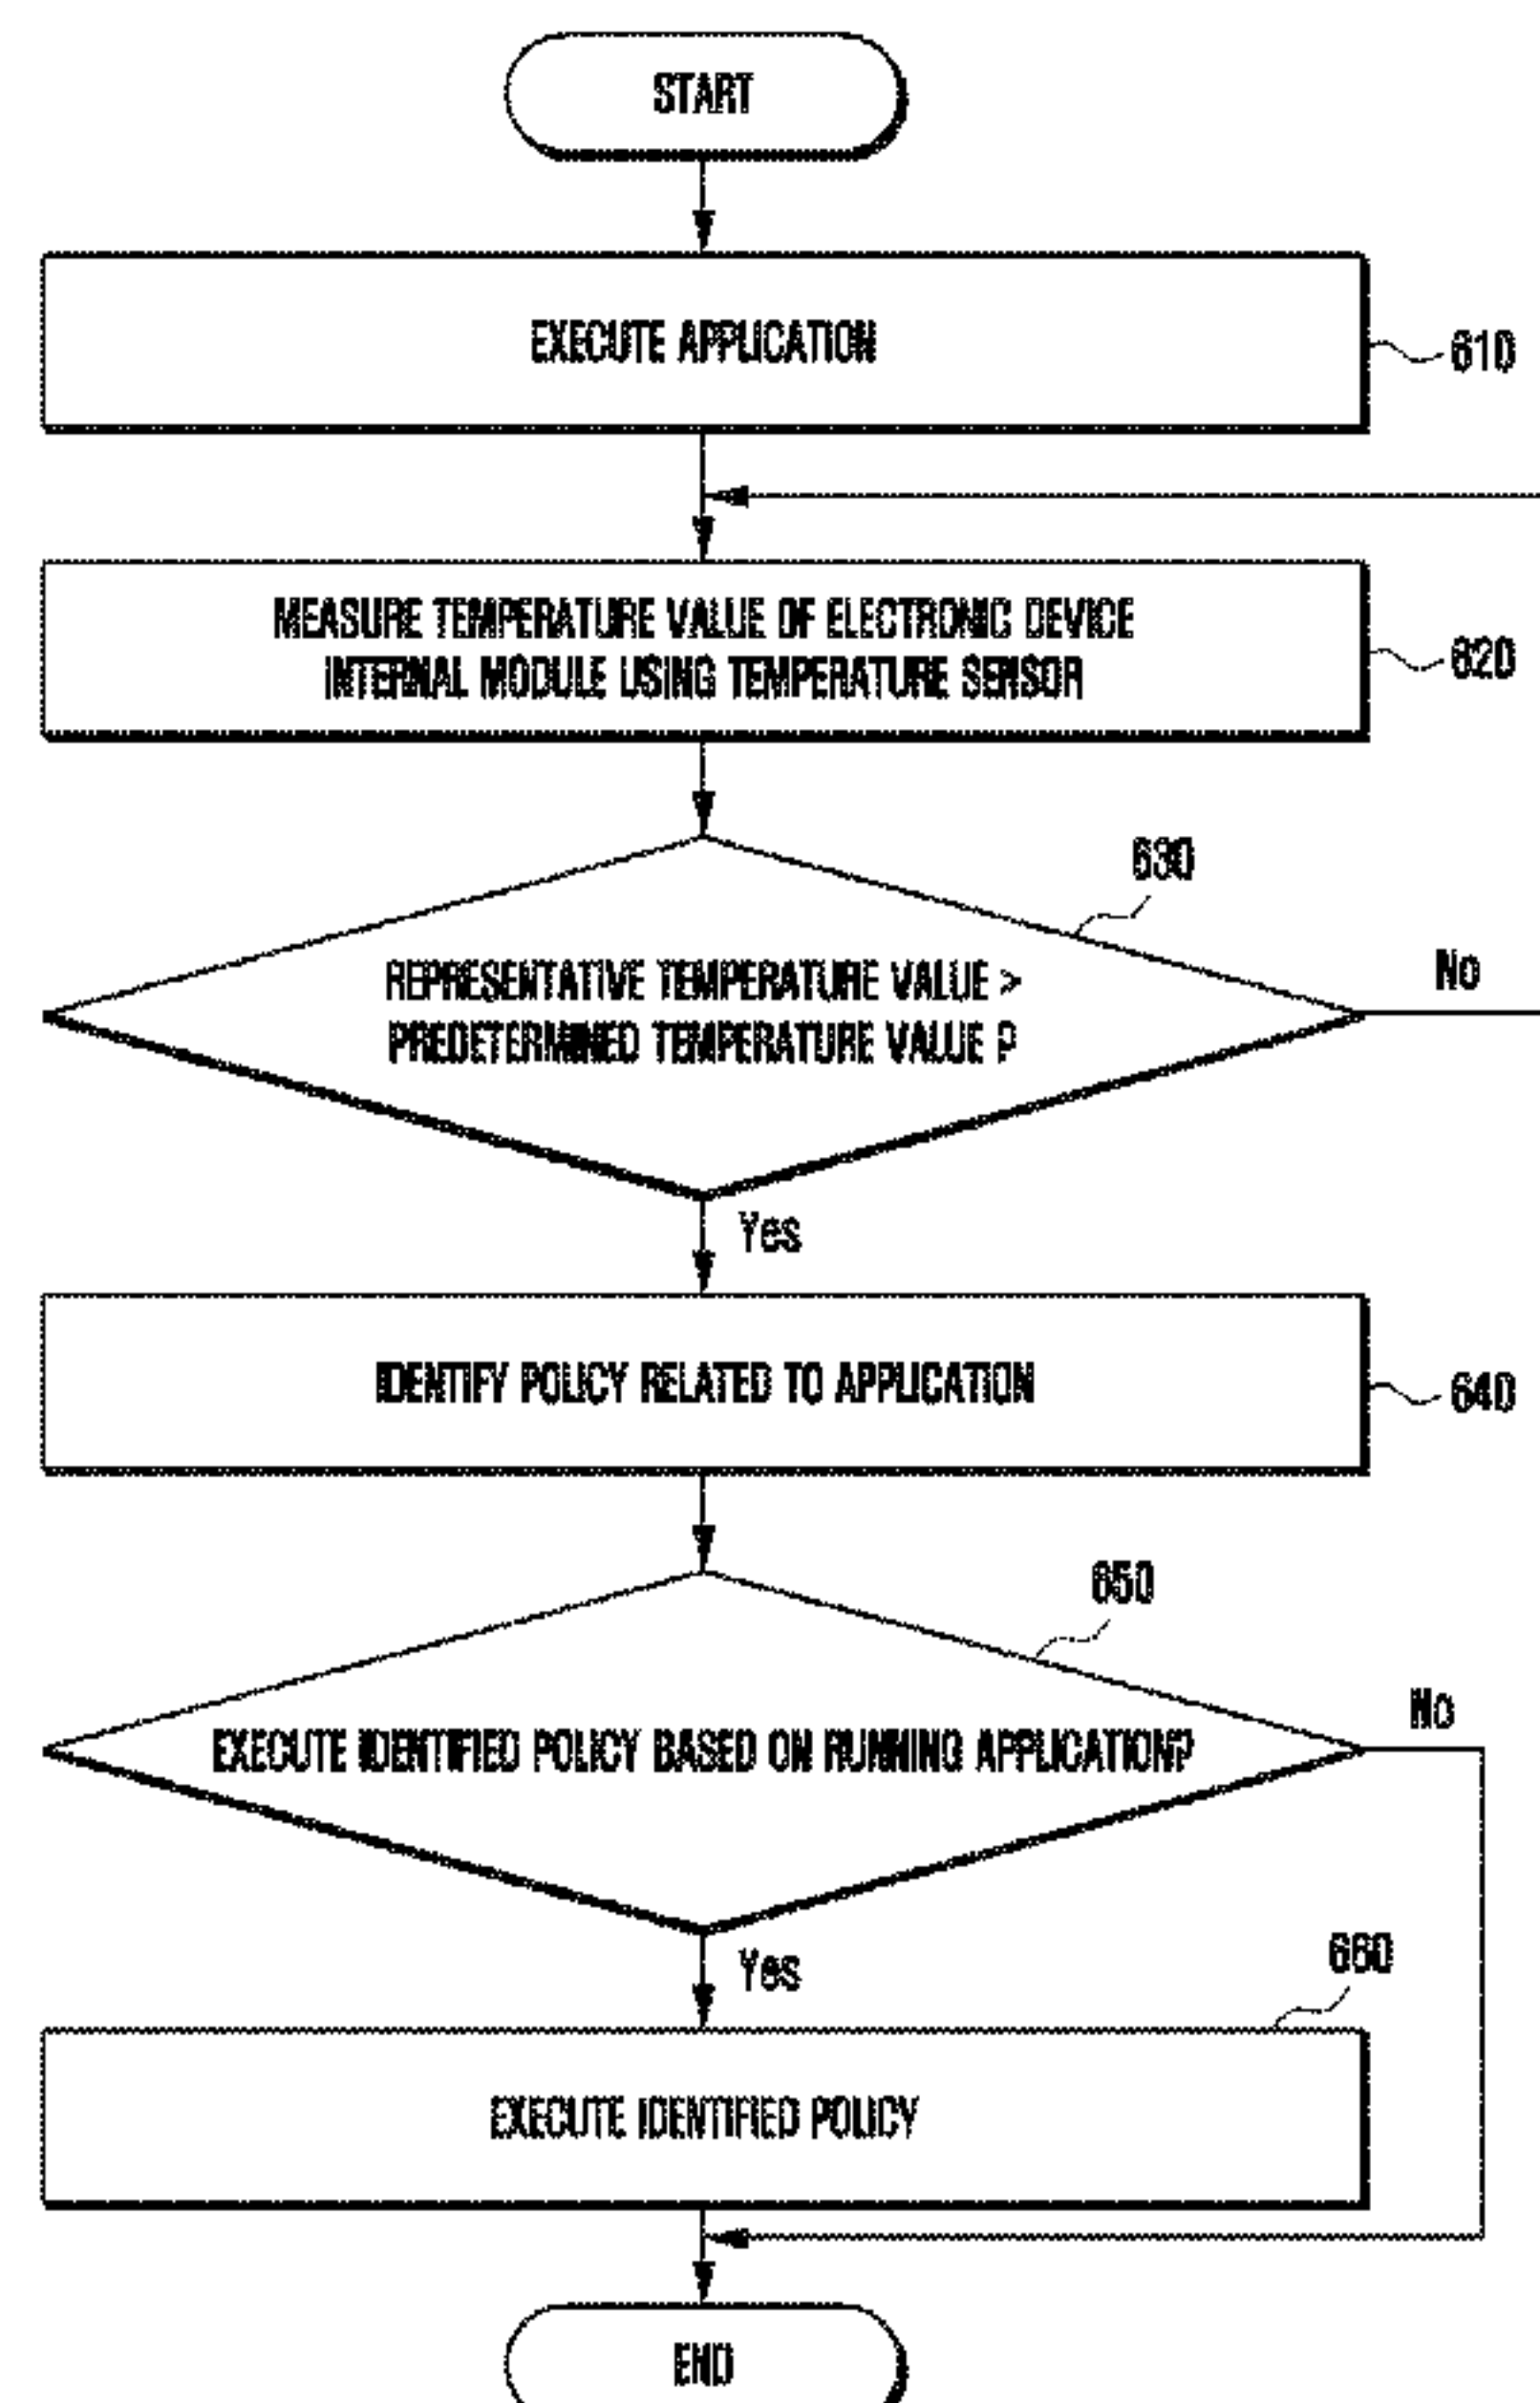 START
EXECUTE APPLICATION
610
MEASURE TEMPERATURE VALUE OF ELECTRONIC DEVICE
INTERNAL MODULE USING TEMPERATURE SENSOR
620
630
REPRESENTATIVE TEMPERATURE VALUE >
PREDETERMINED TEMPERATURE VALUE ?
No
Yes
IDENTIFY POLICY RELATED TO APPLICATION
640
650
EXECUTE IDENTIFIED POLICY BASED ON RUNNING APPLICATION?
No
Yes
660
EXECUTE IDENTIFIED POLICY
END